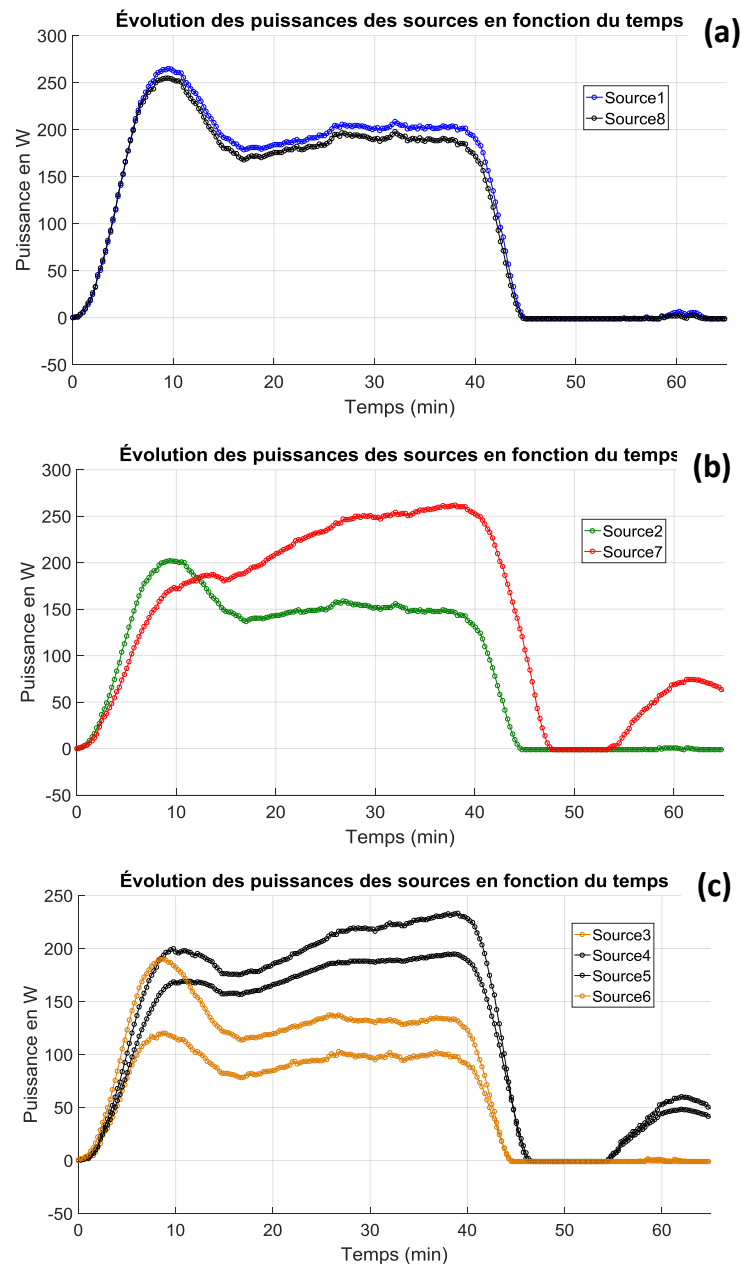 Évolution des puissances des sources en fonction du temps
(a)
300
250
200
150
100
50
0
-50
Puissance en W
Source1
Source8
0 10 20 30 40 50 60
Temps (min)
Évolution des puissances des sources en fonction du temps
(b)
300
250
200
150
100
50
0
-50
Puissance en W
Source2
Source7
0 10 20 30 40 50 60
Temps (min)
Évolution des puissances des sources en fonction du temps
(c)
250
200
150
100
50
0
-50
Puissance en W
Source3
Source4
Source5
Source6
0 10 20 30 40 50 60
Temps (min)